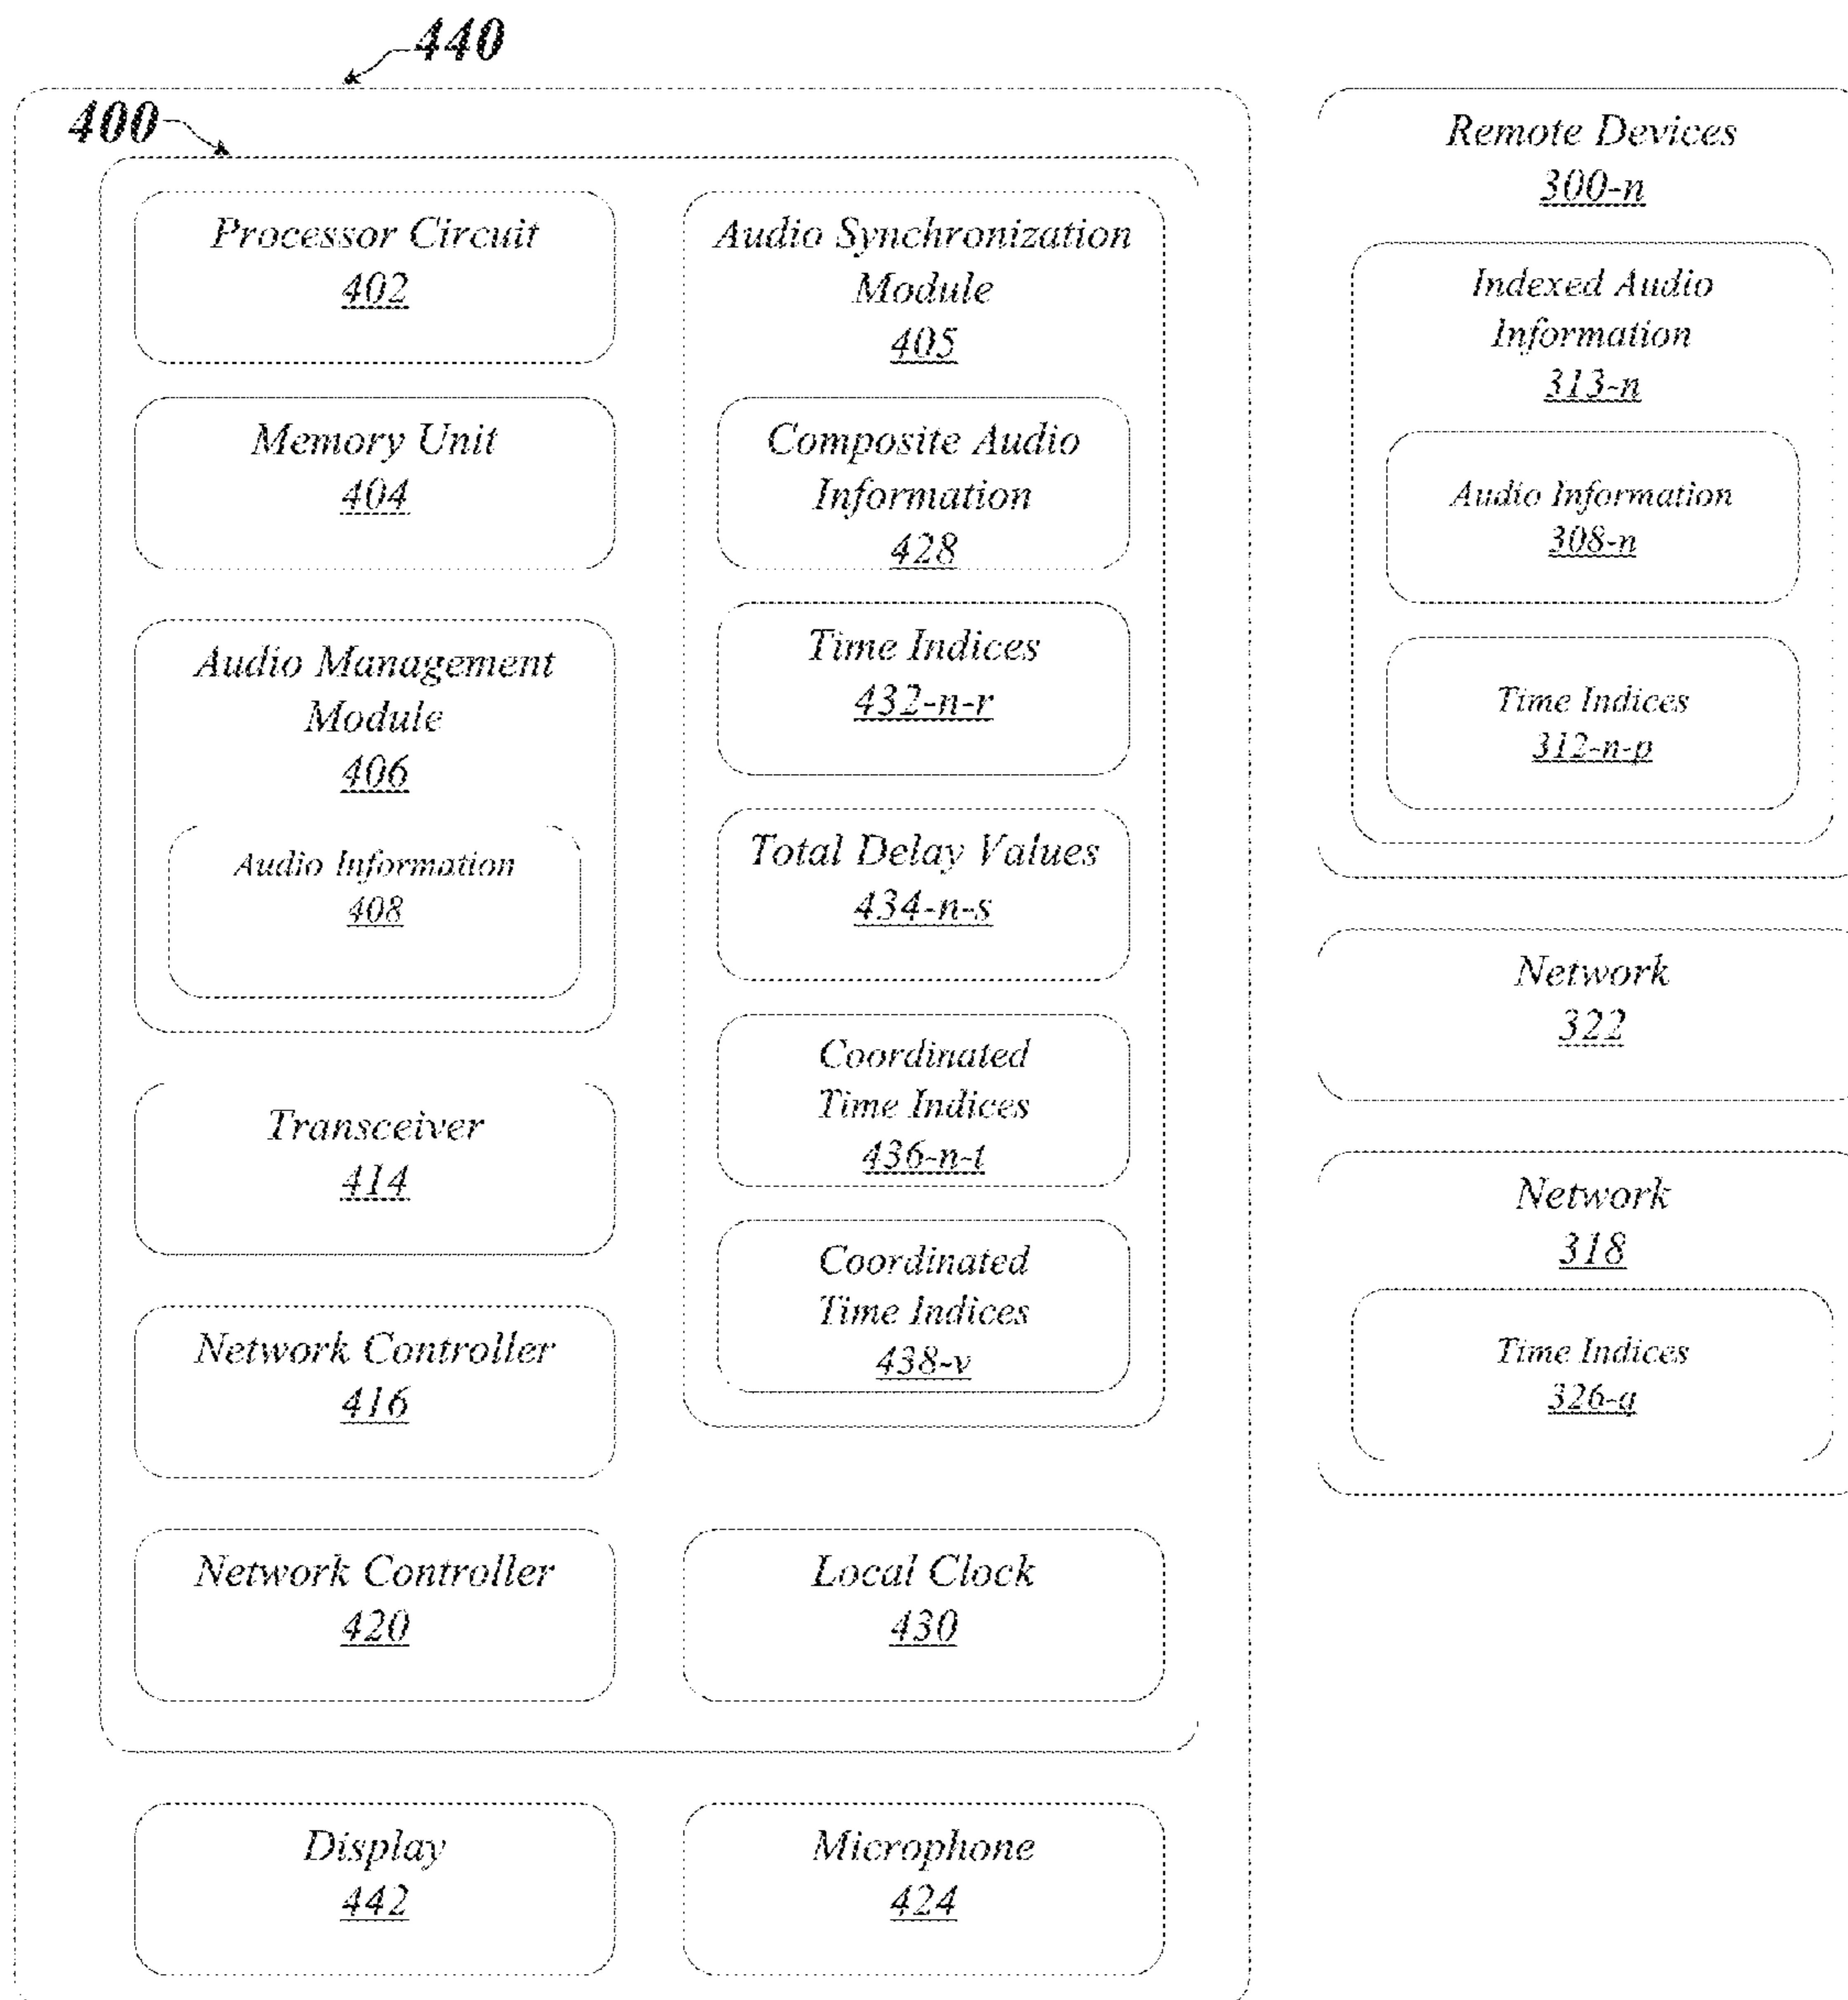 440
400
Processor Circuit
402
Memory Unit
404
Audio Management
Module
406
Audio Information
408
Transceiver
414
Network Controller
416
Network Controller
420
Audio Synchronization
Module
405
Composite Audio
Information
428
Time Indices
432-n-r
Total Delay Values
434-n-s
Coordinated
Time Indices
436-n-t
Coordinated
Time Indices
438-v
Local Clock
430
Display
442
Microphone
424
Remote Devices
300-n
Indexed Audio
Information
313-n
Audio Information
308-n
Time Indices
312-n-p
Network
322
Network
318
Time Indices
326-q